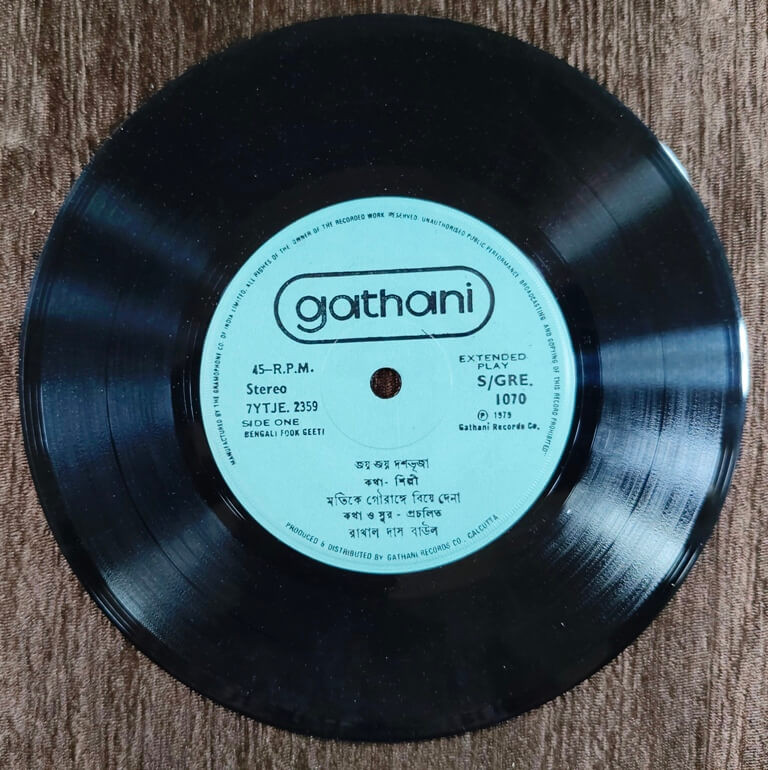 MANUFACTURED BY THE GRAMOPHONE CO. OF INDIA LIMITED. ALL RIGHTS OF THE OWNER OF THE RECORDED WORK RESERVED. UNAUTHORISED PUBLIC PERFORMANCE BROADCASTING AND COPYING OF THIS RECORD PROHIBITED
gathani
45-R.P.M.
Stereo
7YTJE. 2359
SIDE ONE
BENGALI FOOK GEETI
EXTENDED
PLAY
S/GRE.
1070
Ⓟ 1979
Gathani Records Co.
জয় জয় দশভূজা
কথা- শিল্পী
মতিকে গৌরাঙ্গে বিয়ে দেনা
কথা ও সুর - প্রচলিত
রাখাল দাস বাউল
PRODUCED & DISTRIBUTED BY GATHANI RECORDS CO., CALCUTTA